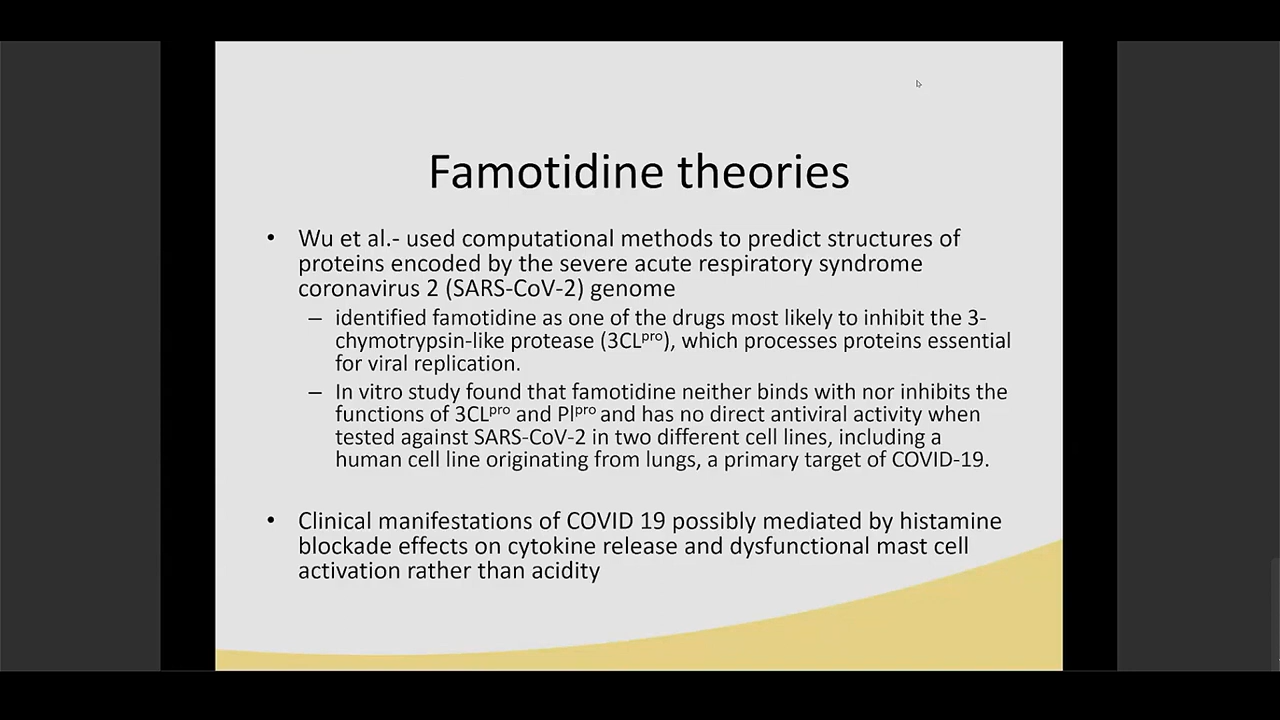 Famotidine theories
• Wu et al.- used computational methods to predict structures of
proteins encoded by the severe acute respiratory syndrome
coronavirus 2 (SARS-CoV-2) genome
– identified famotidine as one of the drugs most likely to inhibit the 3-
chymotrypsin-like protease (3CLpro), which processes proteins essential
for viral replication.
– In vitro study found that famotidine neither binds with nor inhibits the
functions of 3CLpro and Plpro and has no direct antiviral activity when
tested against SARS-CoV-2 in two different cell lines, including a
human cell line originating from lungs, a primary target of COVID-19.
• Clinical manifestations of COVID 19 possibly mediated by histamine
blockade effects on cytokine release and dysfunctional mast cell
activation rather than acidity